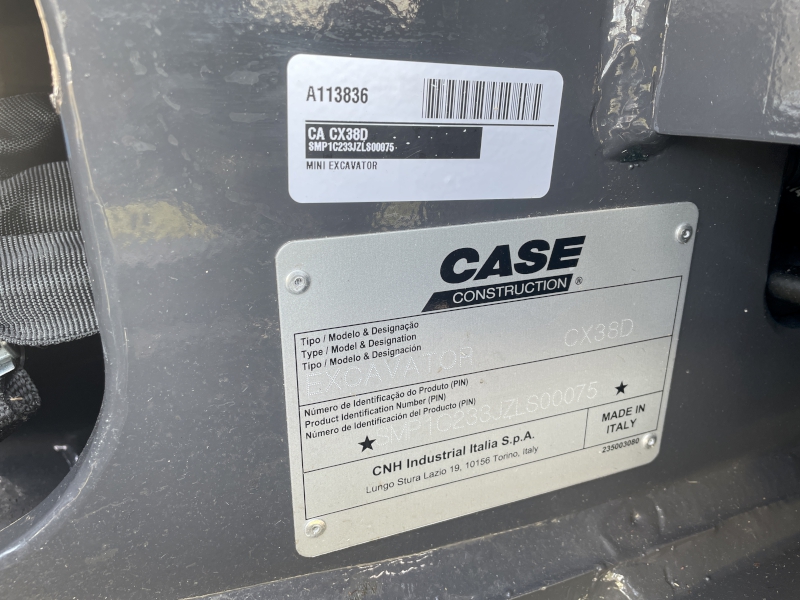 A113836
CA CX38D
SMP1C233JZLS00075
MINI EXCAVATOR
CASE
CONSTRUCTION ®
Tipo / Modelo & Designação
Type / Model & Designation
Tipo / Modelo & Designación
EXCAVATOR CX38D
Número de Identificação do Produto (PIN)
Product Identification Number (PIN)
Número de Identificación del Producto (PIN)
★ SMP1C233JZLS00075 ★
CNH Industrial Italia S.p.A.
Lungo Stura Lazio 19, 10156 Torino, Italy
MADE IN
ITALY
235003080